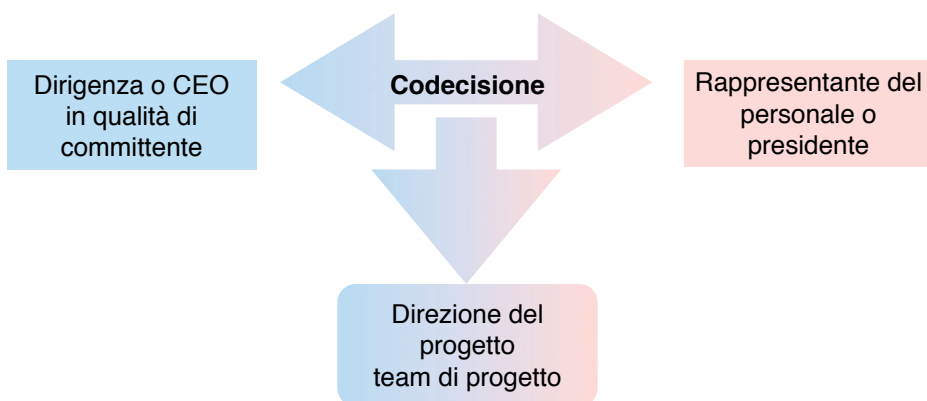 Dirigenza o CEO
in qualità di
committente
Codecisione
Rappresentante del
personale o
presidente
Direzione del
progetto
team di progetto